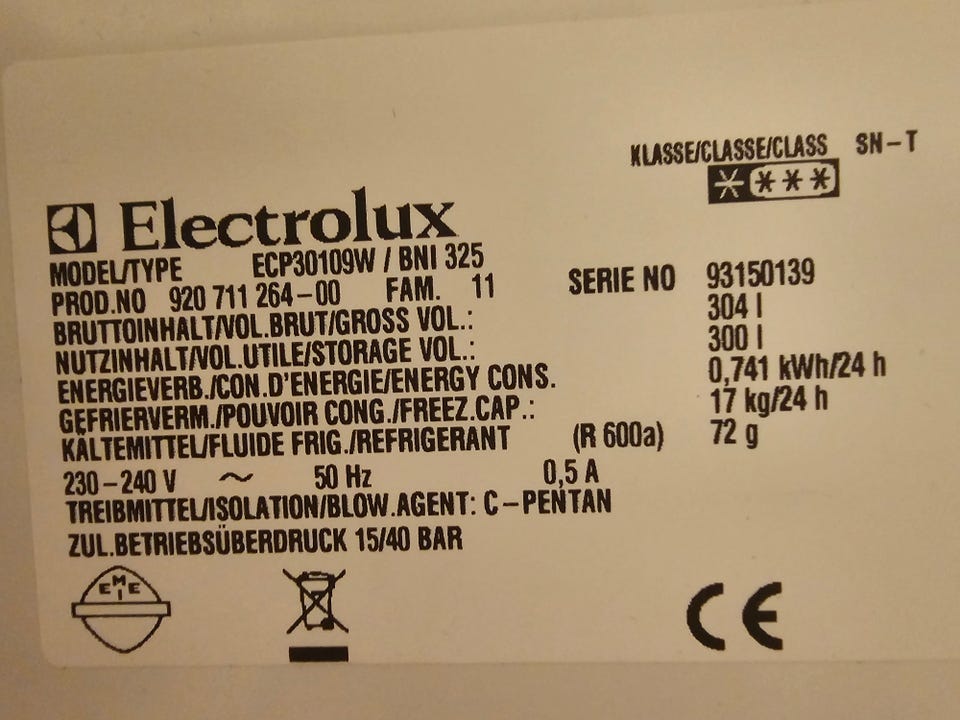 KLASSE/CLASSE/CLASS SN-T
Electrolux
MODEL/TYPE ECP30109W / BNI 325
PROD.NO 920 711 264-00 FAM. 11 SERIE NO 93150139
BRUTTOINHALT/VOL.BRUT/GROSS VOL.: 304 l
NUTZINHALT/VOL.UTILE/STORAGE VOL.: 300 l
ENERGIEVERB./CON.D'ENERGIE/ENERGY CONS. 0,741 kWh/24 h
GEFRIERVERM./POUVOIR CONG./FREEZ.CAP.: 17 kg/24 h
KÄLTEMITTEL/FLUIDE FRIG./REFRIGERANT (R 600a) 72 g
230-240 V ~ 50 Hz 0,5 A
TREIBMITTEL/ISOLATION/BLOW.AGENT: C-PENTAN
ZUL.BETRIEBSÜBERDRUCK 15/40 BAR
EMEI
CE